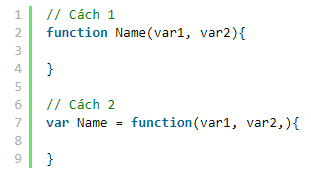 1 // Cách 1
2 function Name(var1, var2){
3
4 }
5
6 // Cách 2
7 var Name = function(var1, var2,){
8
9 }